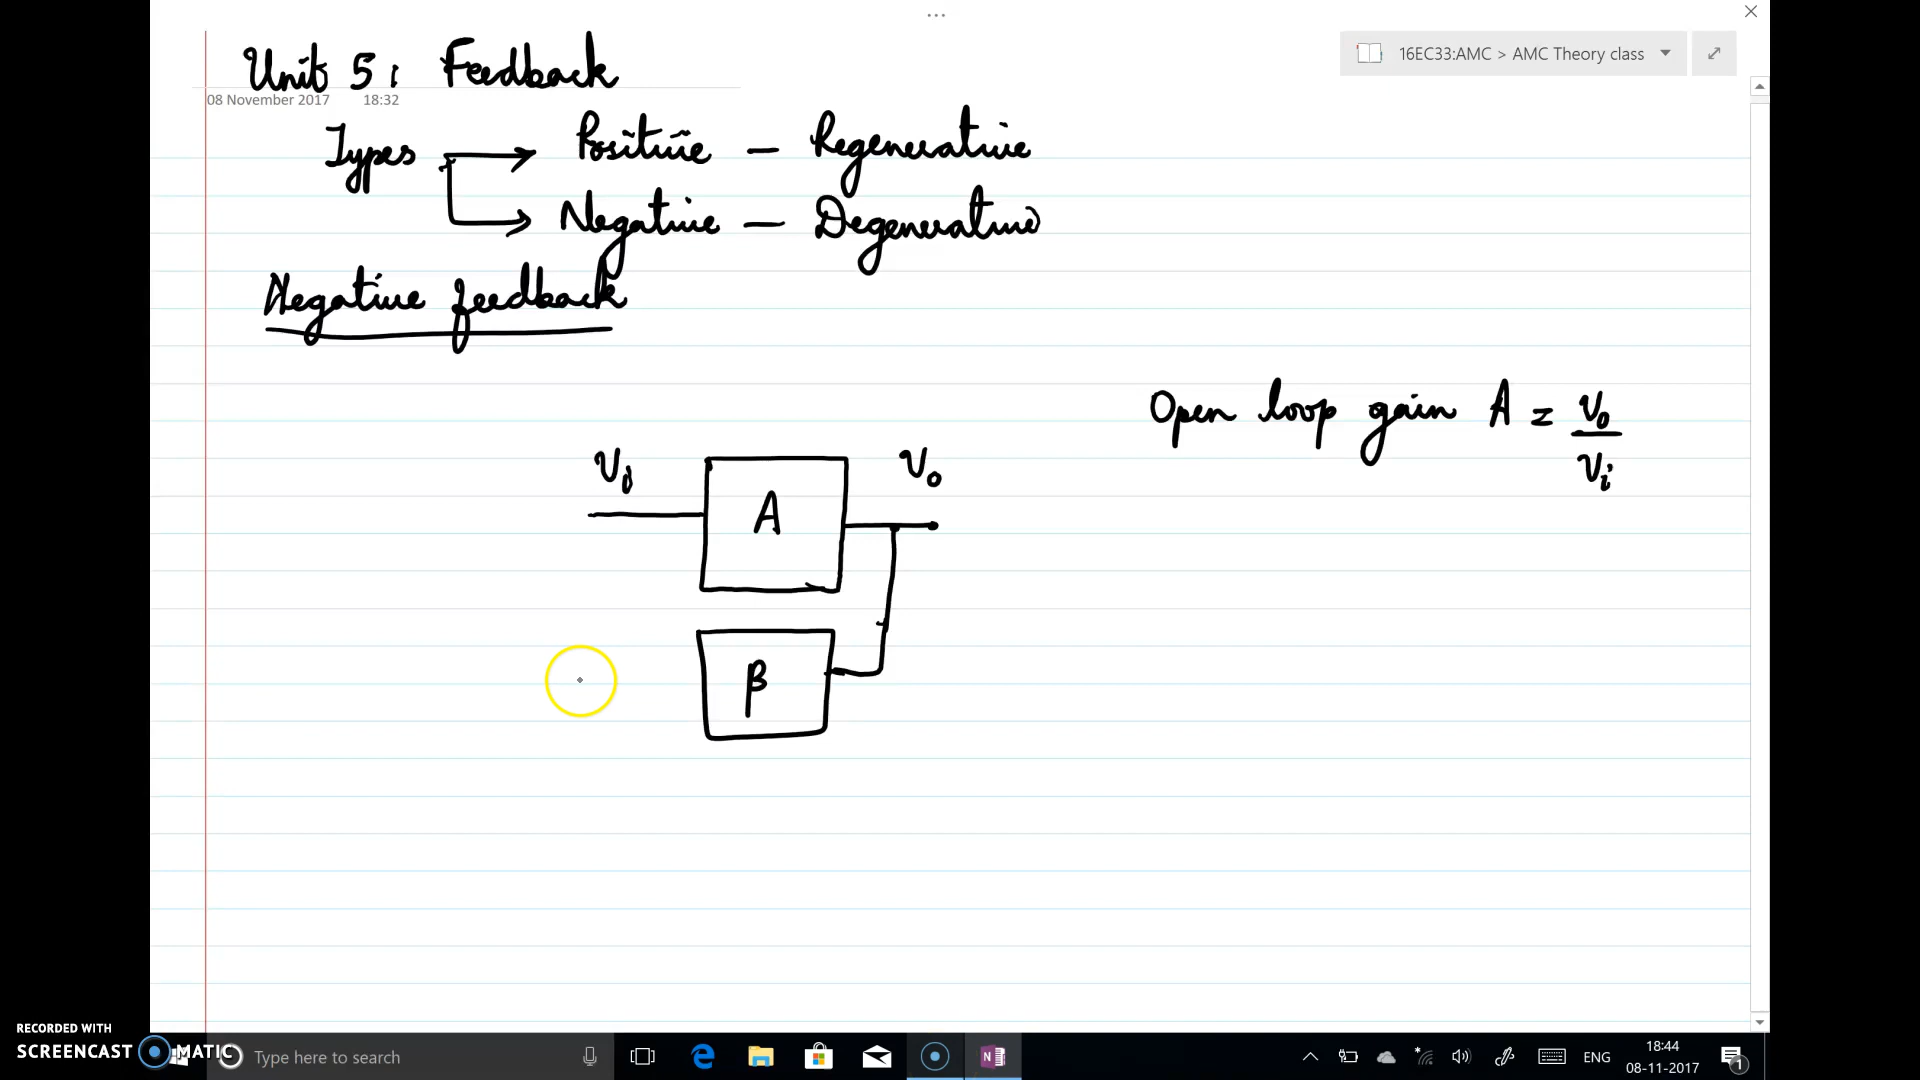 ...
16EC33:AMC > AMC Theory class
Unit 5: Feedback
08 November 2017 18:32
Types → Positive – Regenerative
→ Negative – Degenerative
Negative feedback
Open loop gain A = Vo / Vi
Vi
A
Vo
β
RECORDED WITH
SCREENCAST MATIC
Type here to search
N
ENG
18:44
08-11-2017
1